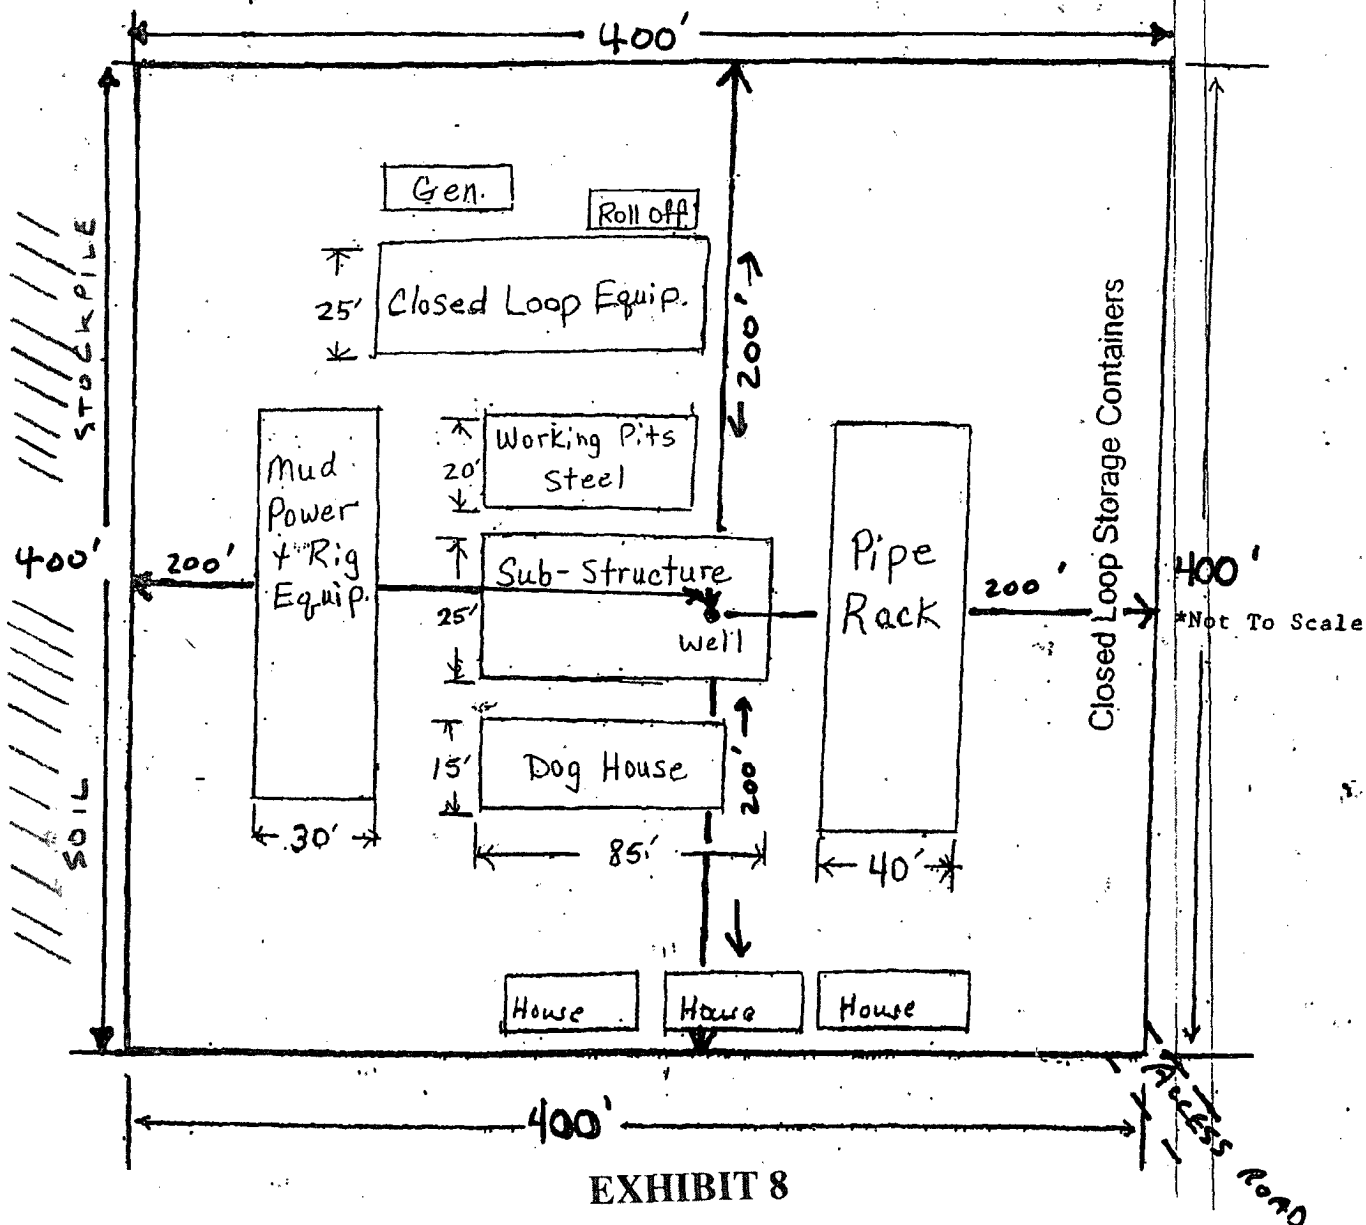 400'
Gen.
Roll off
25'
Closed Loop Equip.
200'
STOCKPILE
Closed Loop Storage Containers
20'
Working Pits
Steel
Mud
Power
+ Rig
Equip.
Pipe
Rack
400'
200'
Sub-Structure
25'
well
200'
400'
*Not To Scale
15'
Dog House
200'
SOIL
30'
85'
40'
House
House
House
400'
ACCESS ROAD
EXHIBIT 8